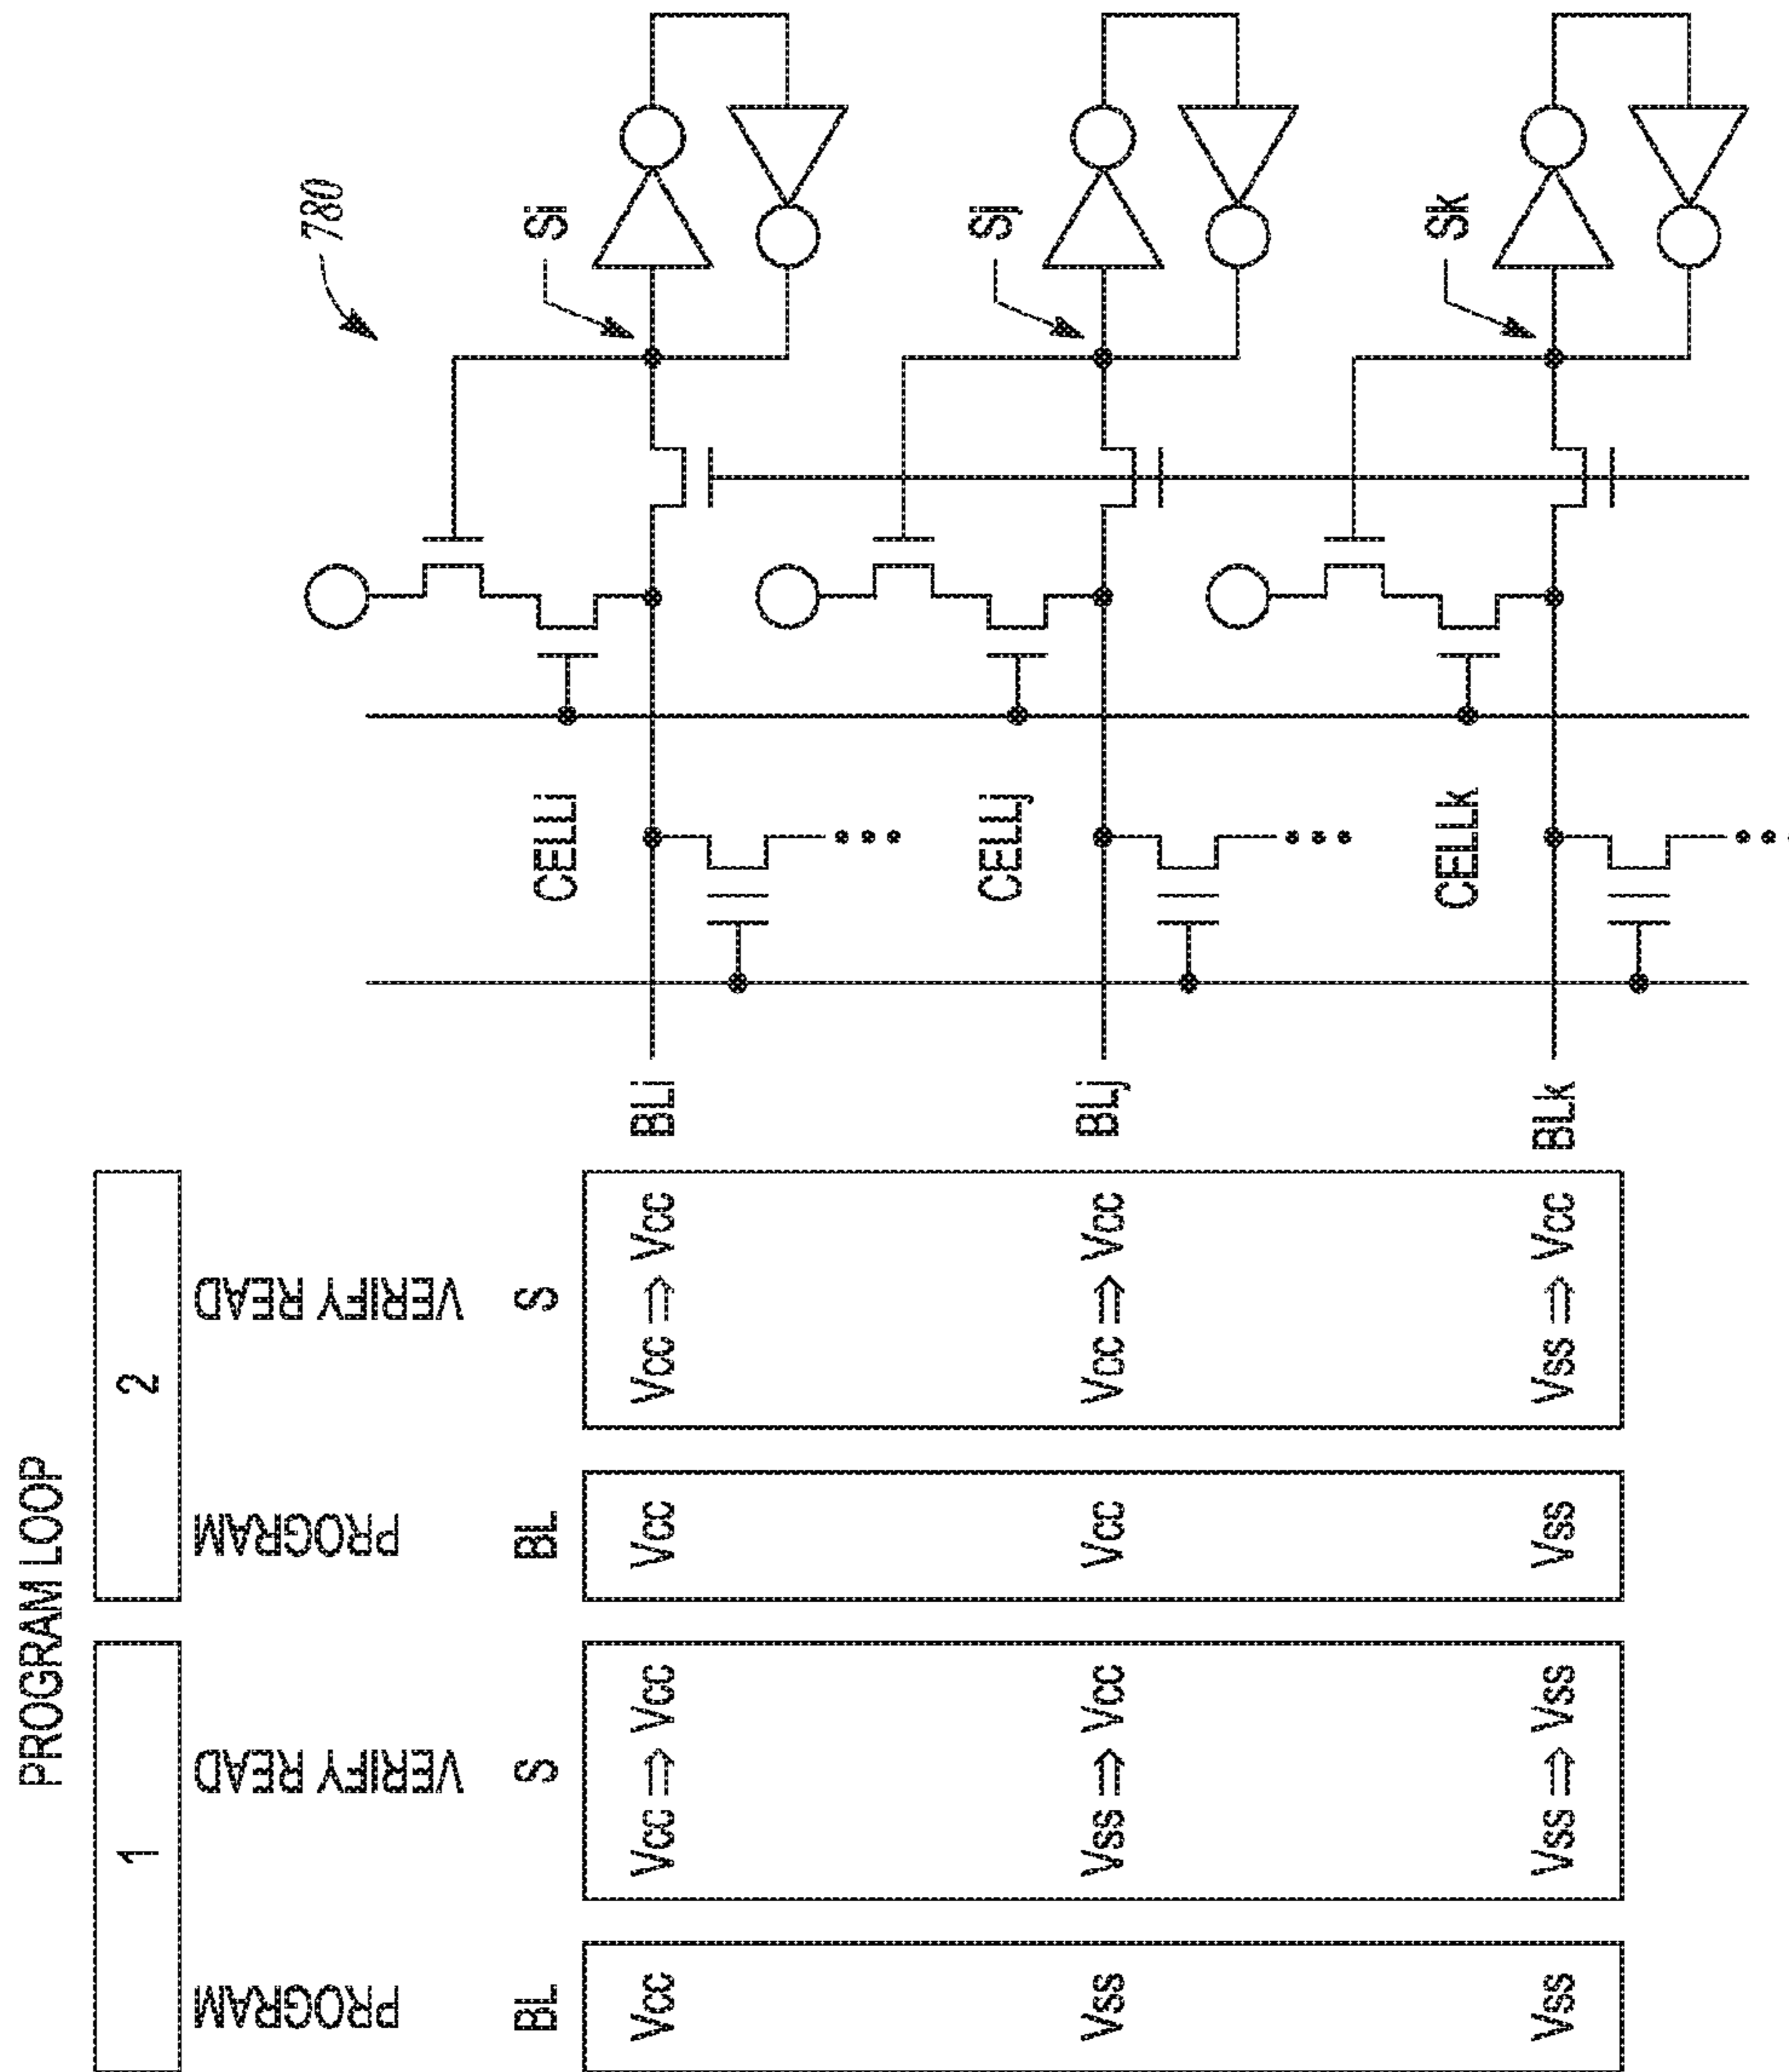 PROGRAM LOOP
1
2
PROGRAM
VERIFY READ
PROGRAM
VERIFY READ
BL
S
BL
S
Vcc
Vcc ⇒ Vcc
Vcc
Vcc ⇒ Vcc
Vss
Vss ⇒ Vcc
Vcc
Vcc ⇒ Vcc
Vss
Vss ⇒ Vss
Vss
Vss ⇒ Vcc
BLi
BLj
BLk
CELLi
CELLj
CELLk
780
Si
Sj
Sk